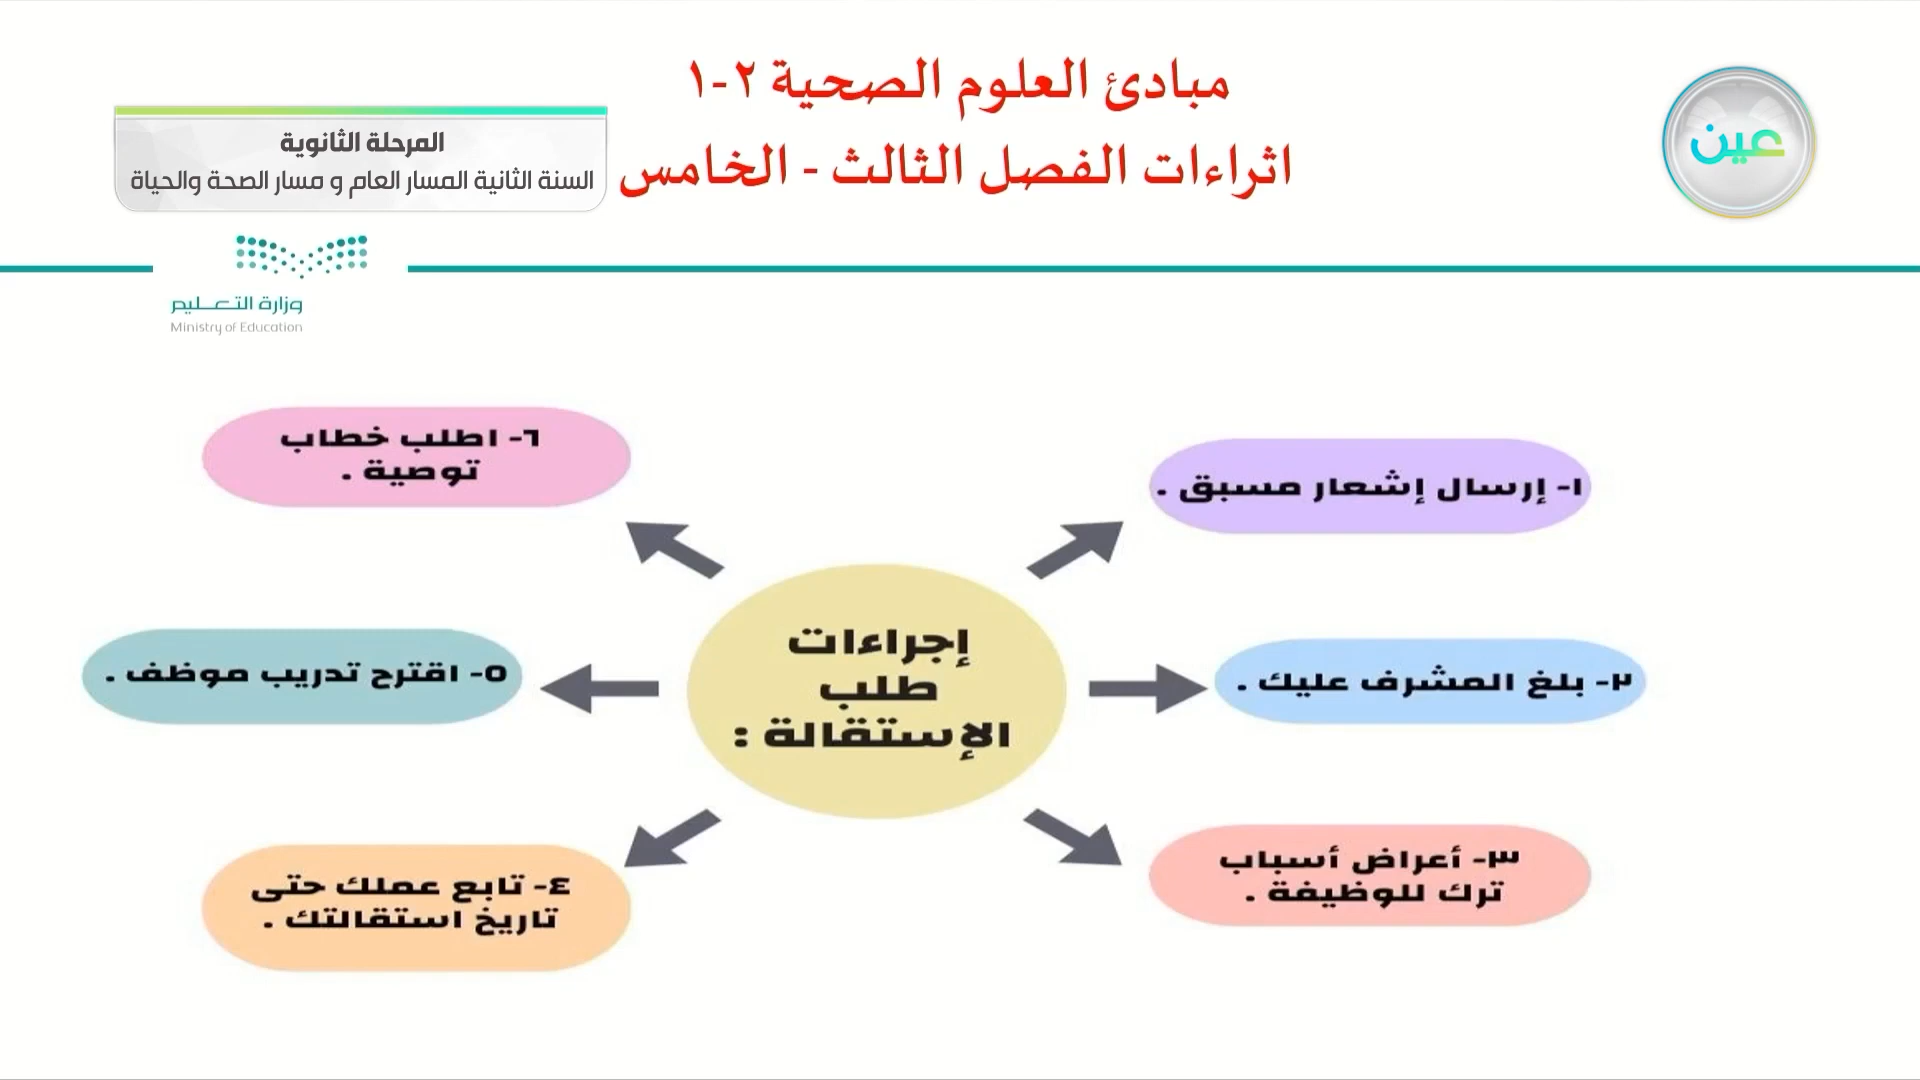 مبادئ العلوم الصحية ٢-١
اثراءات الفصل الثالث - الخامس
المرحلة الثانوية
السنة الثانية المسار العام و مسار الصحة والحياة
عين
وزارة التعليم
Ministry of Education
إجراءات
طلب
الإستقالة :
١- إرسال إشعار مسبق .
٢- بلغ المشرف عليك .
٣- أعراض أسباب
ترك للوظيفة .
٤- تابع عملك حتى
تاريخ استقالتك .
٥- اقترح تدريب موظف .
٦- اطلب خطاب
توصية .